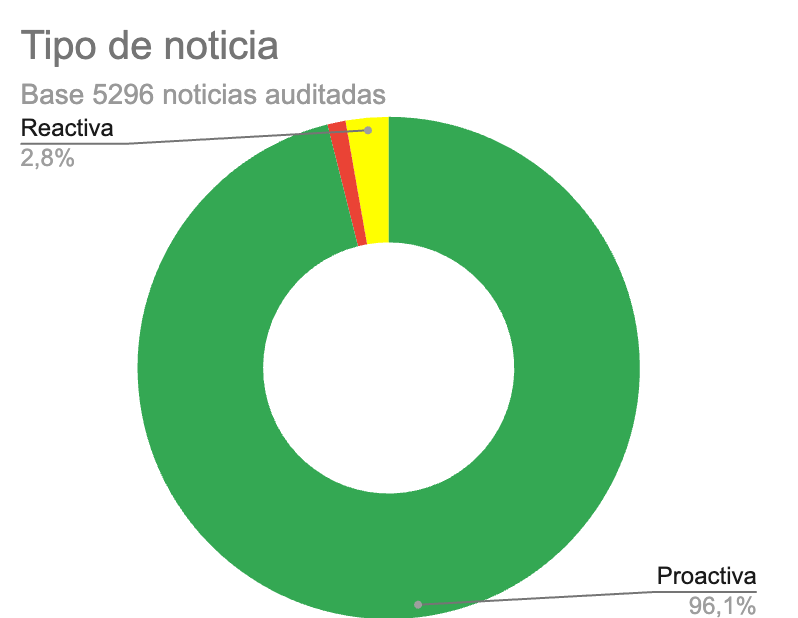 Tipo de noticia
Base 5296 noticias auditadas
Reactiva
2,8%
Proactiva
96,1%